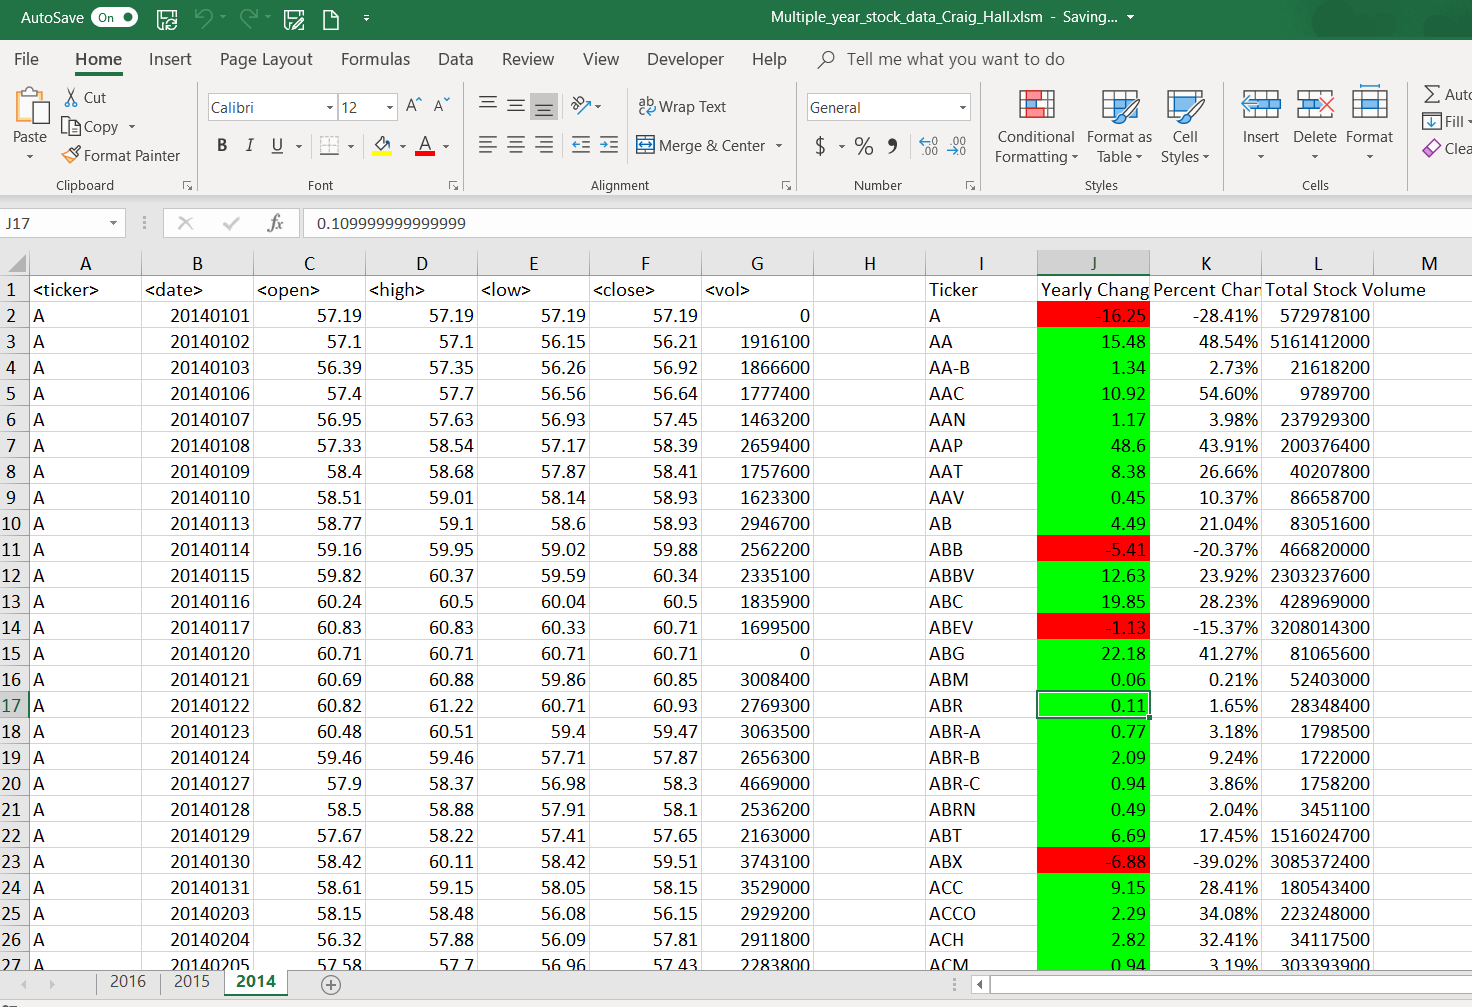 AutoSave On Multiple_year_stock_data_Craig_Hall.xlsm - Saving...
File Home Insert Page Layout Formulas Data Review View Developer Help Tell me what you want to do
Paste Cut Copy Format Painter Clipboard
Calibri 12 A A B I U A Font
ab Wrap Text Merge & Center Alignment
General $ % Number
Conditional Formatting Format as Table Cell Styles Styles
Insert Delete Format Cells
Auto Fill Clea
J17 fx 0.109999999999999
A B C D E F G H I J K L M
1 <ticker> <date> <open> <high> <low> <close> <vol> Ticker Yearly Chang Percent Char Total Stock Volume
2 A 20140101 57.19 57.19 57.19 57.19 0 A -16.25 -28.41% 572978100
3 A 20140102 57.1 57.1 56.15 56.21 1916100 AA 15.48 48.54% 5161412000
4 A 20140103 56.39 57.35 56.26 56.92 1866600 AA-B 1.34 2.73% 21618200
5 A 20140106 57.4 57.7 56.56 56.64 1777400 AAC 10.92 54.60% 9789700
6 A 20140107 56.95 57.63 56.93 57.45 1463200 AAN 1.17 3.98% 237929300
7 A 20140108 57.33 58.54 57.17 58.39 2659400 AAP 48.6 43.91% 200376400
8 A 20140109 58.4 58.68 57.87 58.41 1757600 AAT 8.38 26.66% 40207800
9 A 20140110 58.51 59.01 58.14 58.93 1623300 AAV 0.45 10.37% 86658700
10 A 20140113 58.77 59.1 58.6 58.93 2946700 AB 4.49 21.04% 83051600
11 A 20140114 59.16 59.95 59.02 59.88 2562200 ABB -5.41 -20.37% 466820000
12 A 20140115 59.82 60.37 59.59 60.34 2335100 ABBV 12.63 23.92% 2303237600
13 A 20140116 60.24 60.5 60.04 60.5 1835900 ABC 19.85 28.23% 428969000
14 A 20140117 60.83 60.83 60.33 60.71 1699500 ABEV -1.13 -15.37% 3208014300
15 A 20140120 60.71 60.71 60.71 60.71 0 ABG 22.18 41.27% 81065600
16 A 20140121 60.69 60.88 59.86 60.85 3008400 ABM 0.06 0.21% 52403000
17 A 20140122 60.82 61.22 60.71 60.93 2769300 ABR 0.11 1.65% 28348400
18 A 20140123 60.48 60.51 59.4 59.47 3063500 ABR-A 0.77 3.18% 1798500
19 A 20140124 59.46 59.46 57.71 57.87 2656300 ABR-B 2.09 9.24% 1722000
20 A 20140127 57.9 58.37 56.98 58.3 4669000 ABR-C 0.94 3.86% 1758200
21 A 20140128 58.5 58.88 57.91 58.1 2536200 ABRN 0.49 2.04% 3451100
22 A 20140129 57.67 58.22 57.41 57.65 2163000 ABT 6.69 17.45% 1516024700
23 A 20140130 58.42 60.11 58.42 59.51 3743100 ABX -6.88 -39.02% 3085372400
24 A 20140131 58.61 59.15 58.05 58.15 3529000 ACC 9.15 28.41% 180543400
25 A 20140203 58.15 58.48 56.08 56.15 2929200 ACCO 2.29 34.08% 223248000
26 A 20140204 56.32 57.88 56.09 57.81 2911800 ACH 2.82 32.41% 34117500
27 A 20140205 57.58 57.7 56.96 57.43 2283800 ACM 0.94 3.19% 303393900
2016 2015 2014